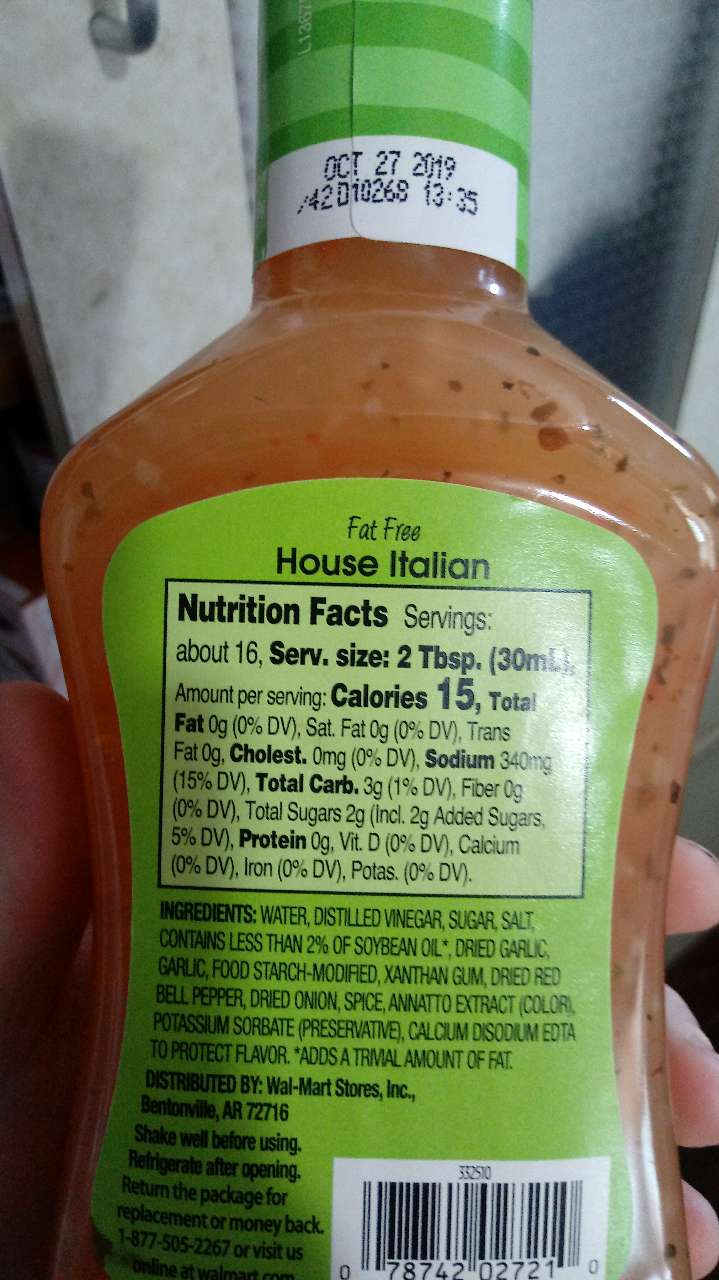 OCT 27 2019
/42D10268 13:35
Fat Free
House Italian
Nutrition Facts Servings:
about 16, Serv. size: 2 Tbsp. (30mL),
Amount per serving: Calories 15, Total
Fat 0g (0% DV), Sat. Fat 0g (0% DV), Trans
Fat 0g, Cholest. 0mg (0% DV), Sodium 340mg
(15% DV), Total Carb. 3g (1% DV), Fiber 0g
(0% DV), Total Sugars 2g (Incl. 2g Added Sugars,
5% DV), Protein 0g, Vit. D (0% DV), Calcium
(0% DV), Iron (0% DV), Potas. (0% DV).
INGREDIENTS: WATER, DISTILLED VINEGAR, SUGAR, SALT,
CONTAINS LESS THAN 2% OF SOYBEAN OIL*, DRIED GARLIC,
GARLIC, FOOD STARCH-MODIFIED, XANTHAN GUM, DRIED RED
BELL PEPPER, DRIED ONION, SPICE, ANNATTO EXTRACT (COLOR),
POTASSIUM SORBATE (PRESERVATIVE), CALCIUM DISODIUM EDTA
TO PROTECT FLAVOR. *ADDS A TRIVIAL AMOUNT OF FAT.
DISTRIBUTED BY: Wal-Mart Stores, Inc.,
Bentonville, AR 72716
Shake well before using.
Refrigerate after opening.
Return the package for
replacement or money back.
1-877-505-2267 or visit us
online at walmart.com
332510
0 78742 02721 0